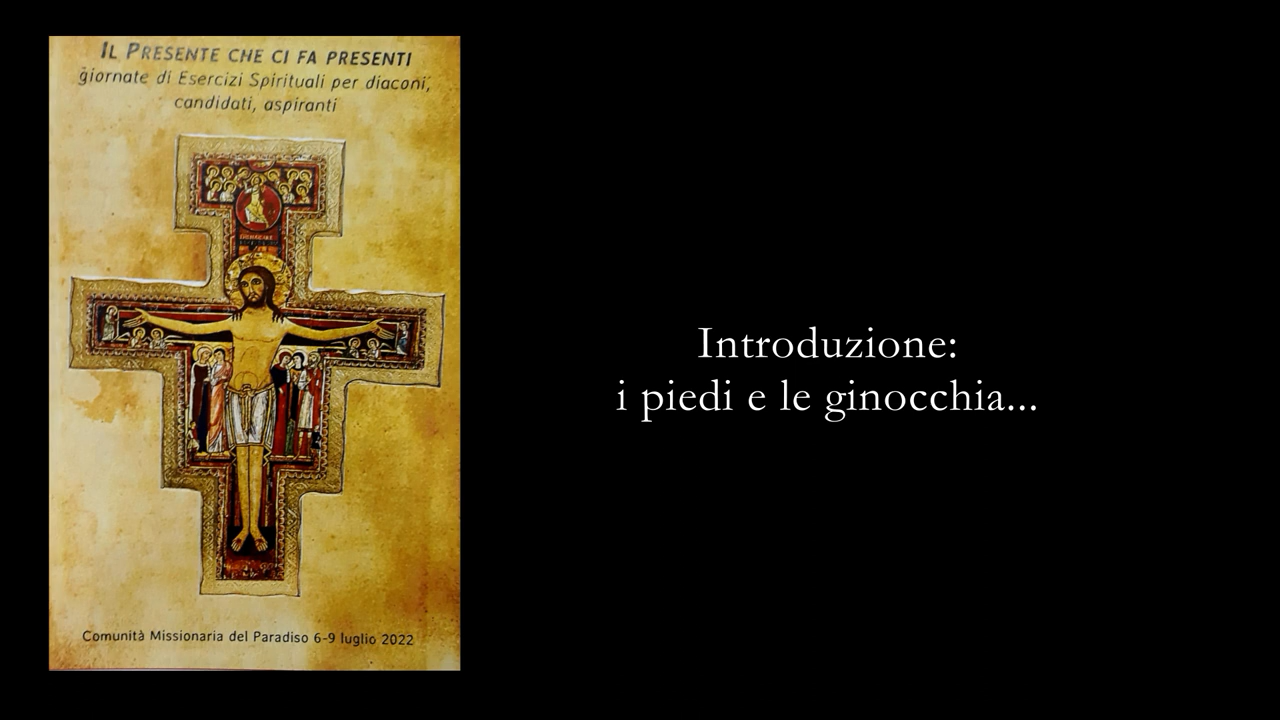 IL PRESENTE CHE CI FA PRESENTI
giornate di Esercizi Spirituali per diaconi,
candidati, aspiranti
Comunità Missionaria del Paradiso 6-9 luglio 2022
Introduzione:
i piedi e le ginocchia...